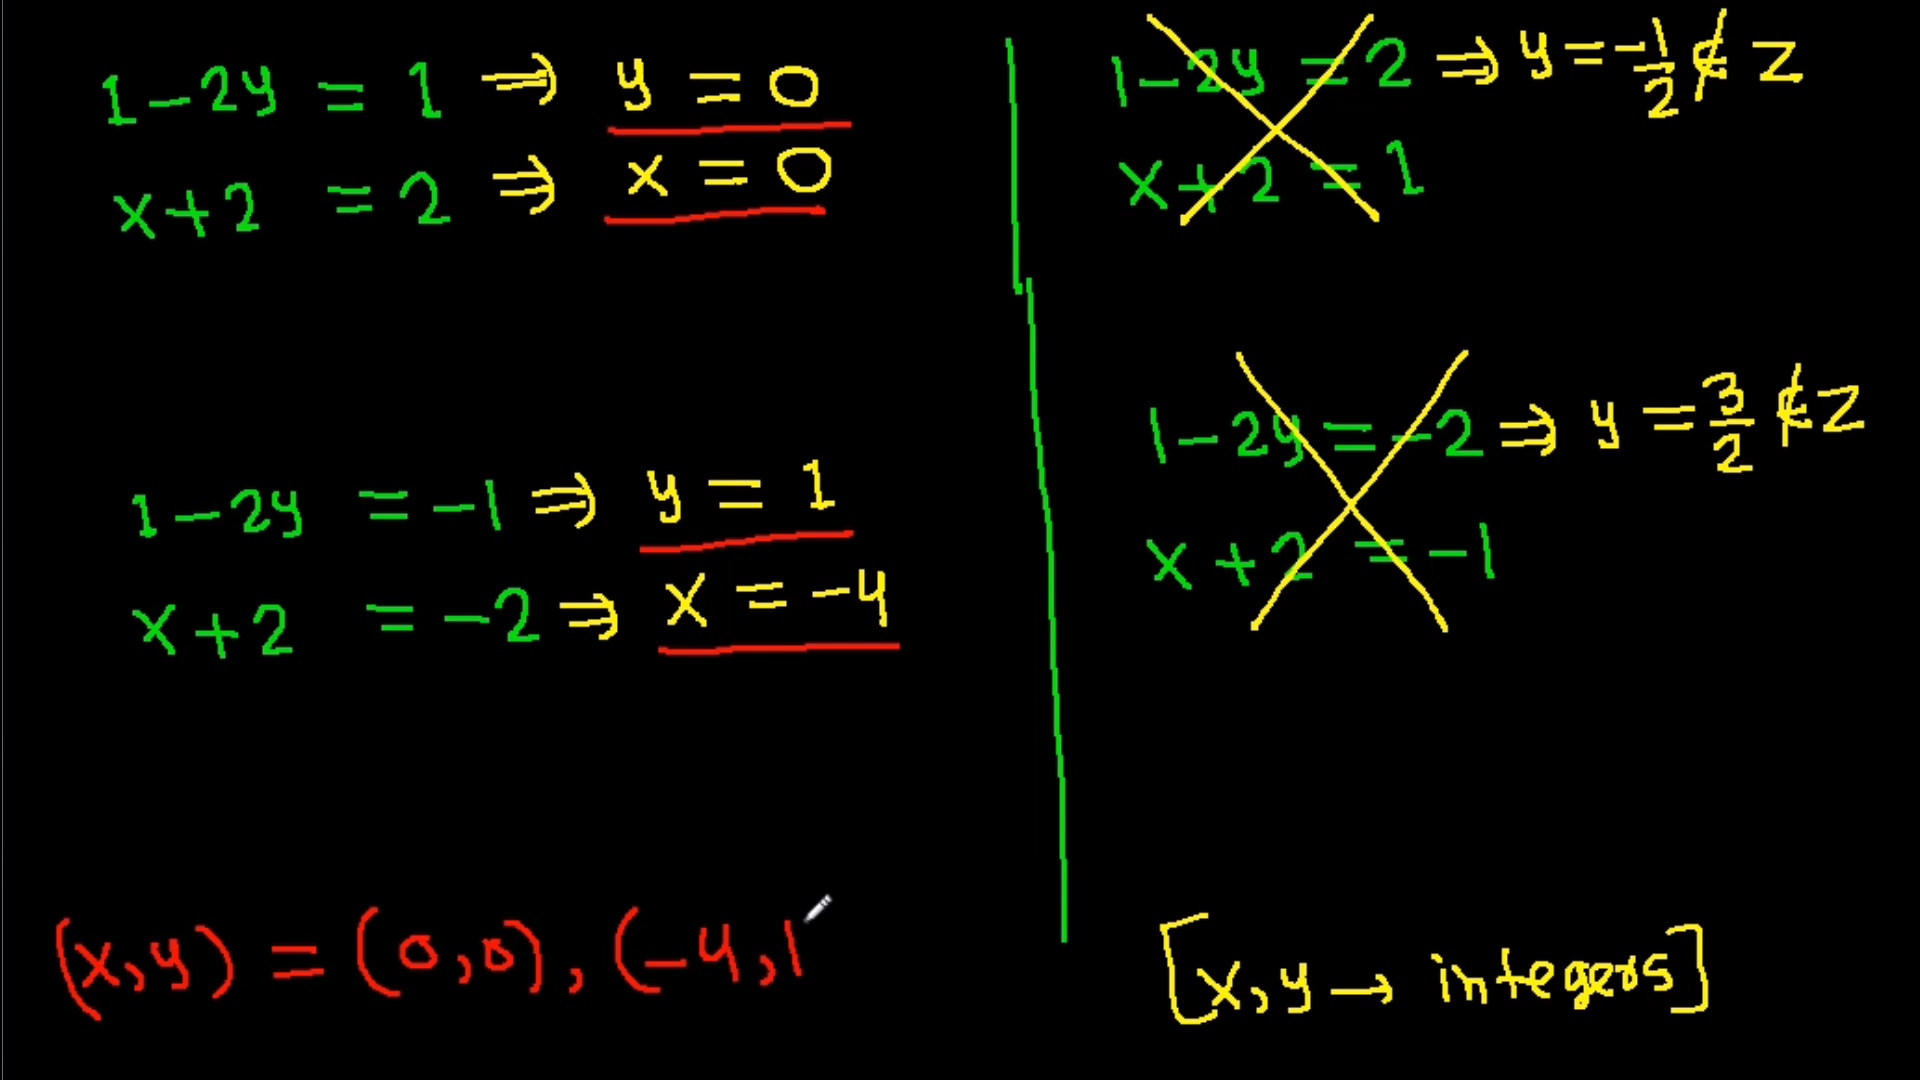 1-2y = 1 ⇒ y = 0
x+2 = 2 ⇒ x = 0
1-2y = -1 ⇒ y = 1
x+2 = -2 ⇒ x = -4
(x,y) = (0,0), (-4,1
1-2y = 2 ⇒ y = -1/2 ∉ Z
x+2 = 1
1-2y = -2 ⇒ y = 3/2 ∉ Z
x+2 = -1
[x,y → integers]